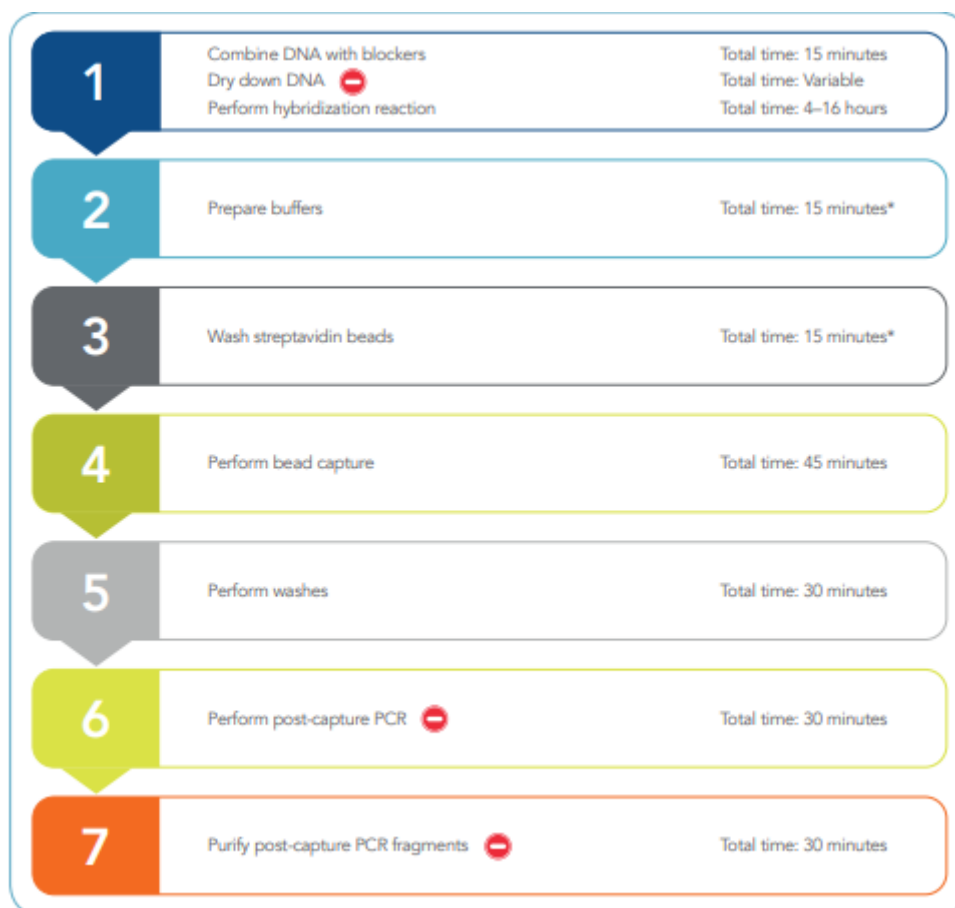 1
Combine DNA with blockers Total time: 15 minutes
Dry down DNA Total time: Variable
Perform hybridization reaction Total time: 4–16 hours
2
Prepare buffers Total time: 15 minutes*
3
Wash streptavidin beads Total time: 15 minutes*
4
Perform bead capture Total time: 45 minutes
5
Perform washes Total time: 30 minutes
6
Perform post-capture PCR Total time: 30 minutes
7
Purify post-capture PCR fragments Total time: 30 minutes